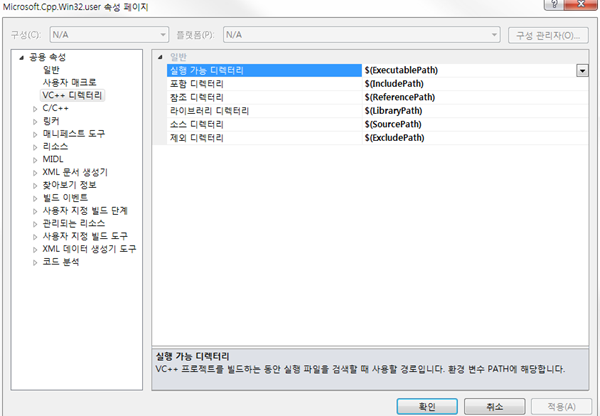 Microsoft.Cpp.Win32.user 속성 페이지
구성(C): N/A 플랫폼(P): N/A 구성 관리자(O)...
공용 속성
일반
사용자 매크로
VC++ 디렉터리
C/C++
링커
매니페스트 도구
리소스
MIDL
XML 문서 생성기
찾아보기 정보
빌드 이벤트
사용자 지정 빌드 단계
관리되는 리소스
사용자 지정 빌드 도구
XML 데이터 생성기 도구
코드 분석
일반
실행 가능 디렉터리 $(ExecutablePath)
포함 디렉터리 $(IncludePath)
참조 디렉터리 $(ReferencePath)
라이브러리 디렉터리 $(LibraryPath)
소스 디렉터리 $(SourcePath)
제외 디렉터리 $(ExcludePath)
실행 가능 디렉터리
VC++ 프로젝트를 빌드하는 동안 실행 파일을 검색할 때 사용할 경로입니다. 환경 변수 PATH에 해당합니다.
확인 취소 적용(A)